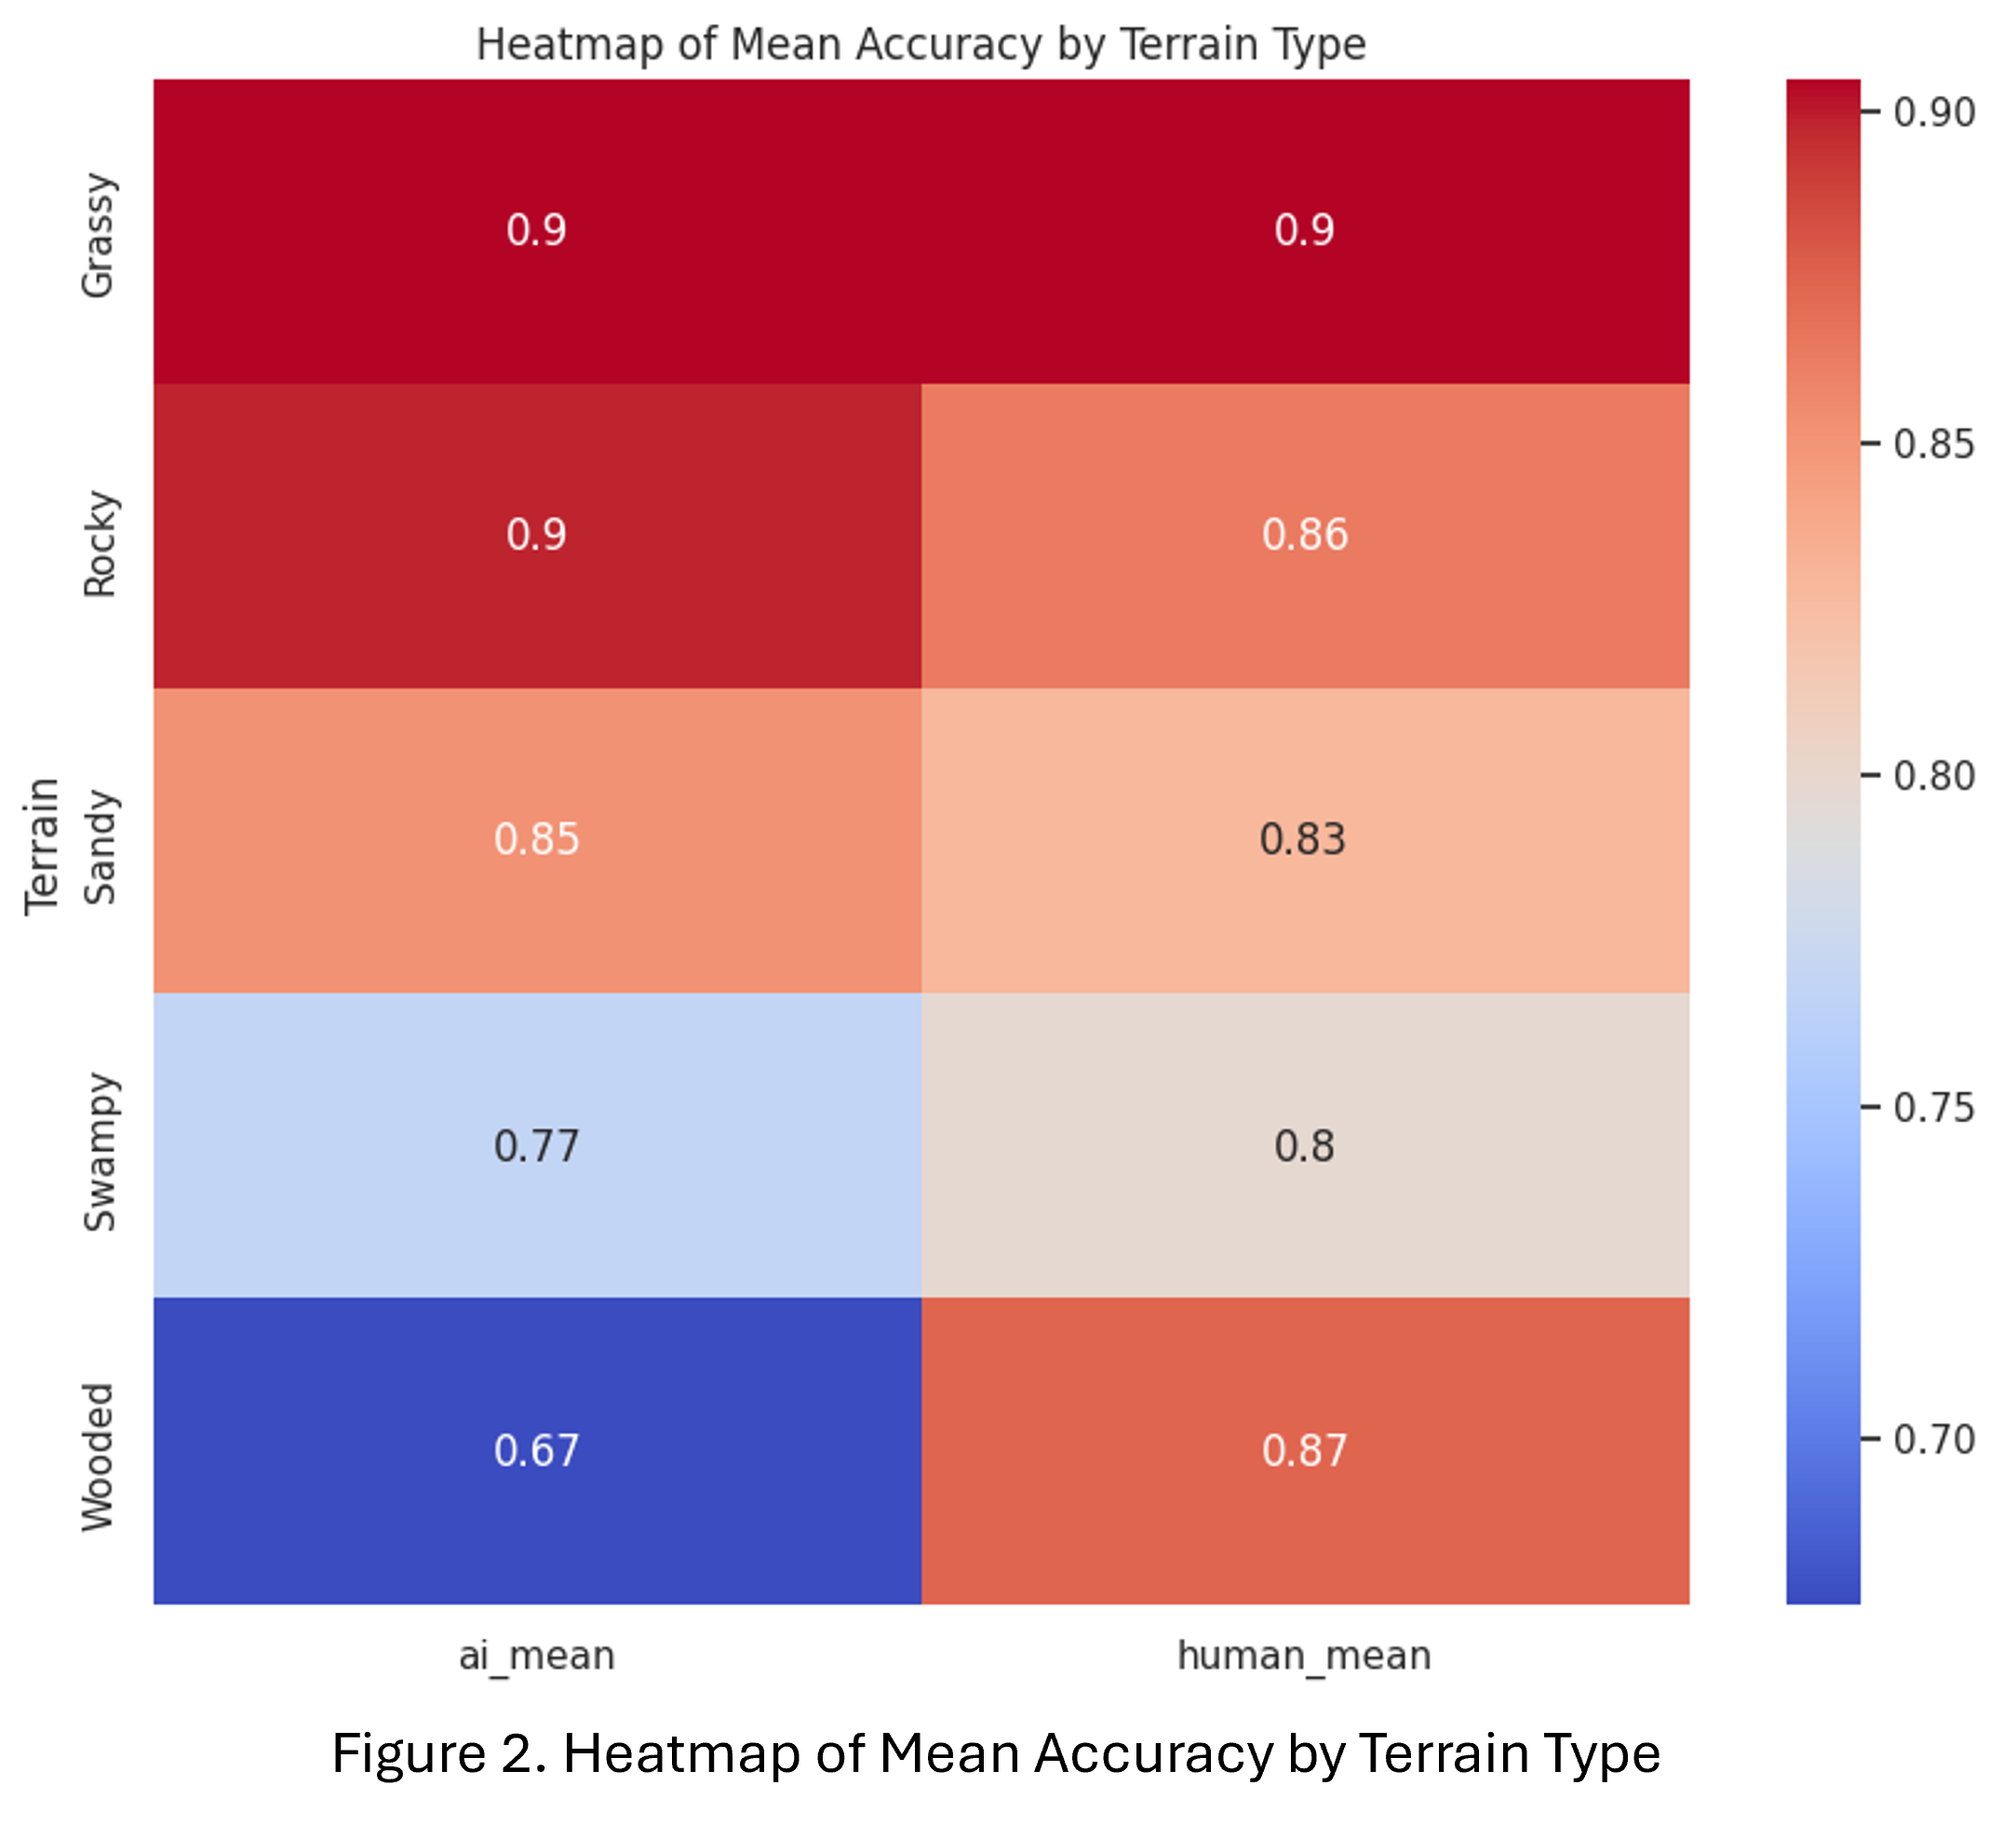 Heatmap of Mean Accuracy by Terrain Type
Terrain
Grassy
0.9
0.9
Rocky
0.9
0.86
Sandy
0.85
0.83
Swampy
0.77
0.8
Wooded
0.67
0.87
ai_mean
human_mean
0.90
0.85
0.80
0.75
0.70
Figure 2. Heatmap of Mean Accuracy by Terrain Type